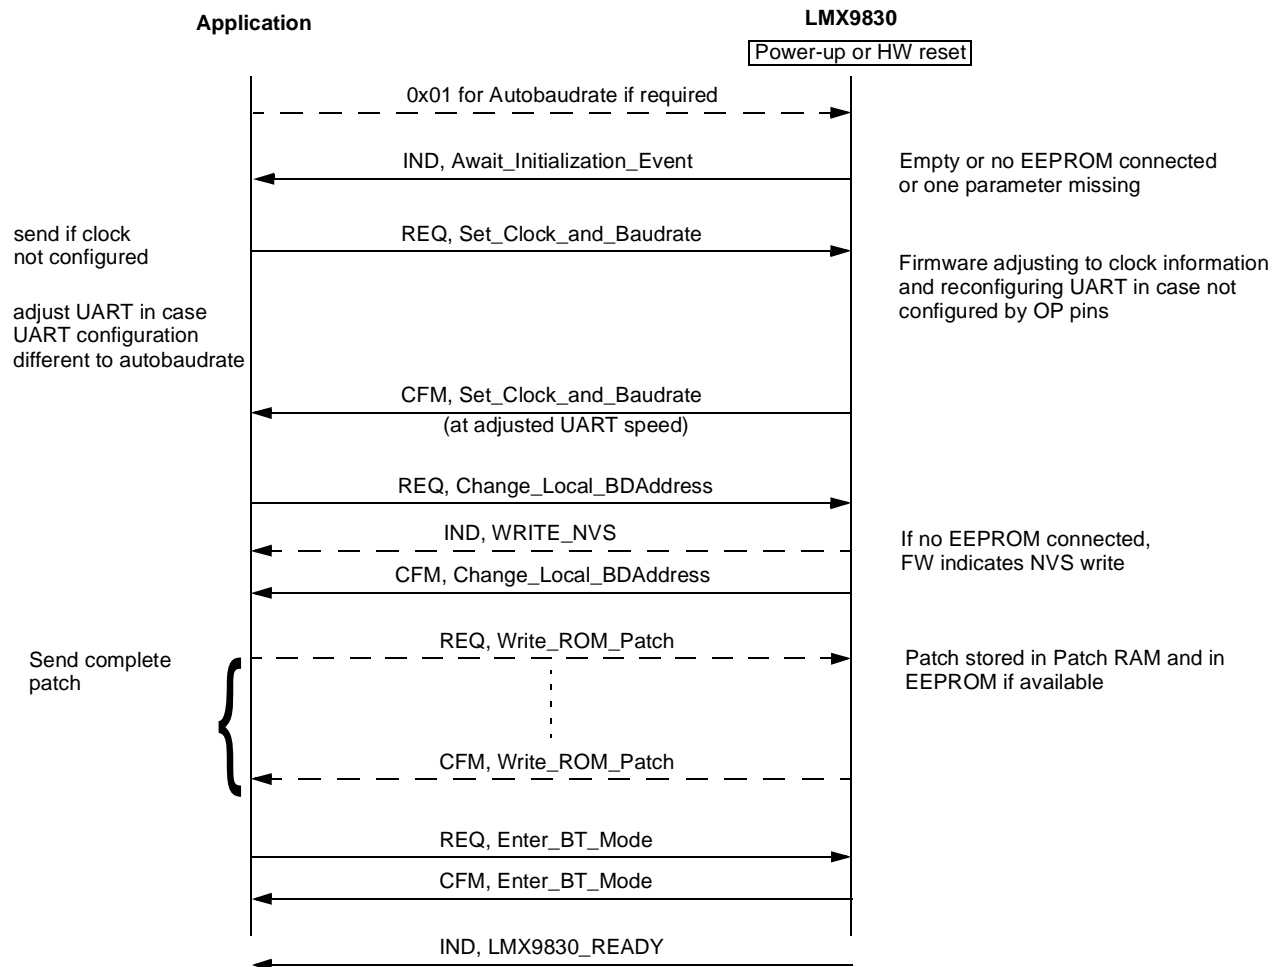 Application
LMX9830
Power-up or HW reset
0x01 for Autobaudrate if required
IND, Await_Initialization_Event
Empty or no EEPROM connected
or one parameter missing
send if clock
not configured
REQ, Set_Clock_and_Baudrate
Firmware adjusting to clock information
and reconfiguring UART in case not
configured by OP pins
adjust UART in case
UART configuration
different to autobaudrate
CFM, Set_Clock_and_Baudrate
(at adjusted UART speed)
REQ, Change_Local_BDAddress
IND, WRITE_NVS
If no EEPROM connected,
FW indicates NVS write
CFM, Change_Local_BDAddress
Send complete
patch
REQ, Write_ROM_Patch
Patch stored in Patch RAM and in
EEPROM if available
CFM, Write_ROM_Patch
REQ, Enter_BT_Mode
CFM, Enter_BT_Mode
IND, LMX9830_READY